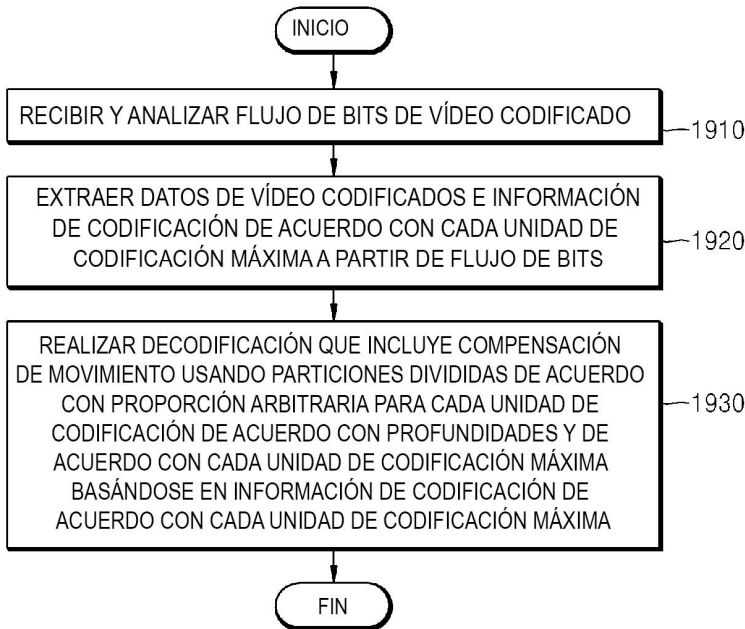 INICIO
RECIBIR Y ANALIZAR FLUJO DE BITS DE VÍDEO CODIFICADO
1910
EXTRAER DATOS DE VÍDEO CODIFICADOS E INFORMACIÓN
DE CODIFICACIÓN DE ACUERDO CON CADA UNIDAD DE
CODIFICACIÓN MÁXIMA A PARTIR DE FLUJO DE BITS
1920
REALIZAR DECODIFICACIÓN QUE INCLUYE COMPENSACIÓN
DE MOVIMIENTO USANDO PARTICIONES DIVIDIDAS DE ACUERDO
CON PROPORCIÓN ARBITRARIA PARA CADA UNIDAD DE
CODIFICACIÓN DE ACUERDO CON PROFUNDIDADES Y DE
ACUERDO CON CADA UNIDAD DE CODIFICACIÓN MÁXIMA
BASÁNDOSE EN INFORMACIÓN DE CODIFICACIÓN DE
ACUERDO CON CADA UNIDAD DE CODIFICACIÓN MÁXIMA
1930
FIN